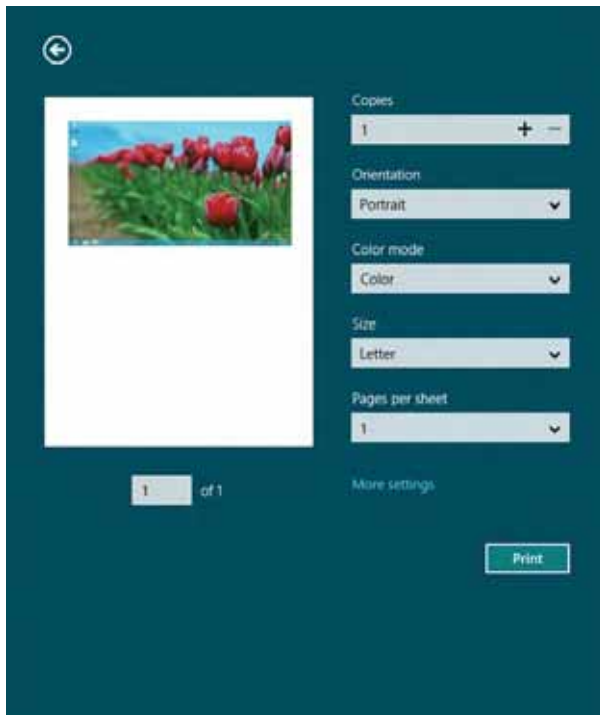 Copies
1
Orientation
Portrait
Color mode
Color
Size
Letter
Pages per sheet
1
1 of 1
More settings
Print